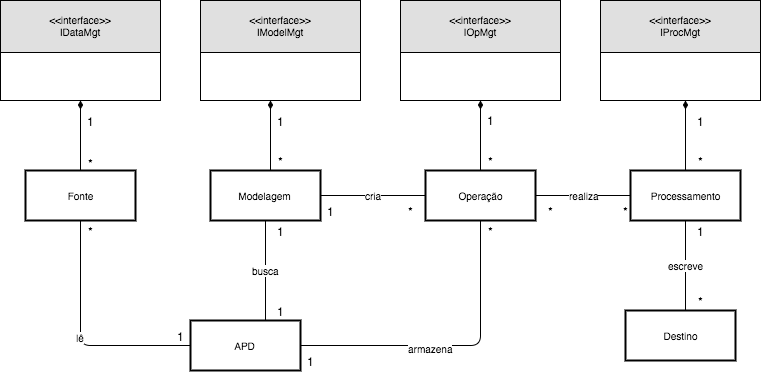 <<interface>>
IDataMgt
<<interface>>
IModelMgt
<<interface>>
IOpMgt
<<interface>>
IProcMgt
1
1
1
1
*
*
*
*
Fonte
Modelagem
cria
Operação
realiza
Processamento
1
*
*
*
*
1
*
1
busca
escreve
1
*
1
lê
APD
armazena
1
Destino